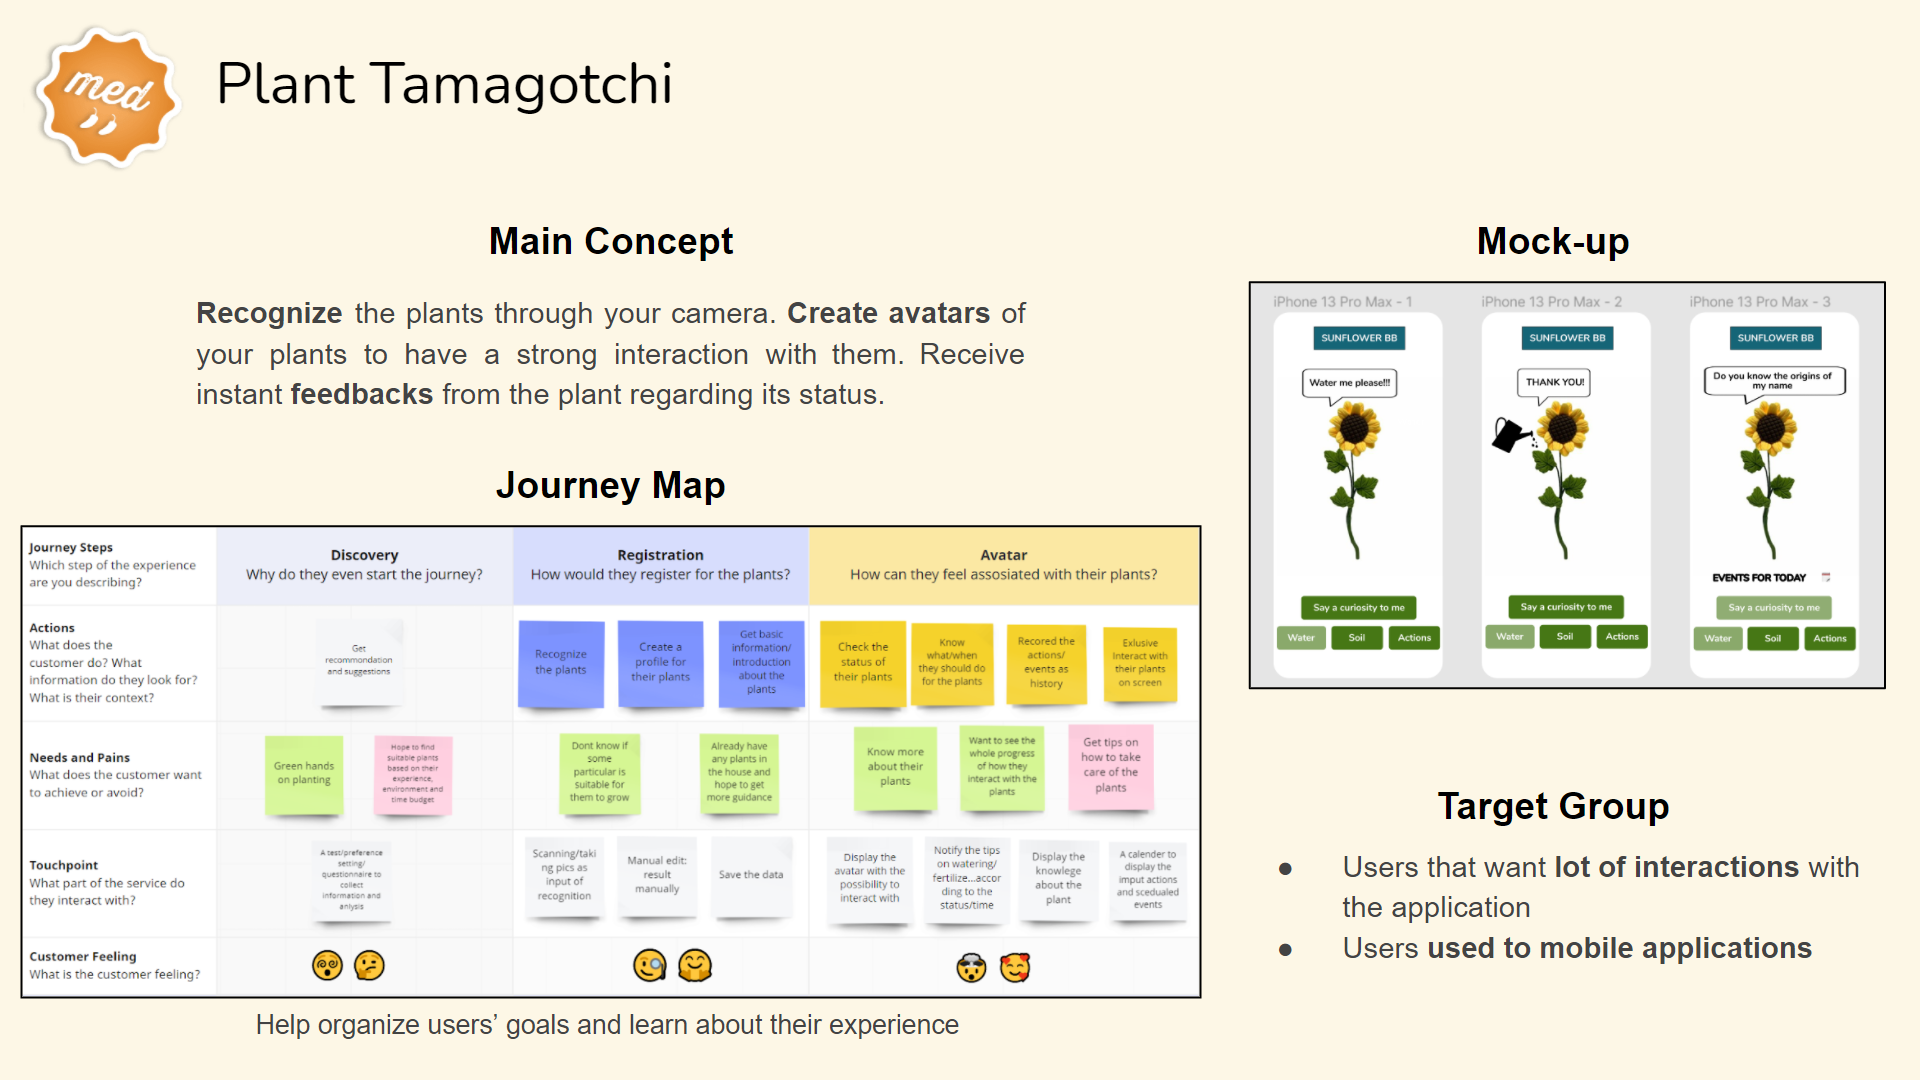 med
Plant Tamagotchi
Main Concept
Recognize the plants through your camera. Create avatars of
your plants to have a strong interaction with them. Receive
instant feedbacks from the plant regarding its status.
Journey Map
Journey Steps
Which step of the experience
are you describing?
Discovery
Why do they even start the journey?
Registration
How would they register for the plants?
Avatar
How can they feel assosiated with their plants?
Actions
What does the
customer do? What
information do they look for?
What is their context?
Get
recommondation
and suggestions
Recognize
the plants
Create a
profile for
their plants
Get basic
information/
introduction
about the
plants
Check the
status of
their plants
Know
what/when
they should do
for the plants
Recored the
actions/
events as
history
Exlusive
Interact with
their plants
on screen
Needs and Pains
What does the customer want
to achieve or avoid?
Green hands
on planting
Hope to find
suitable plants
based on their
experience,
environment and
time budget
Dont know if
some
particular is
suitable for
them to grow
Already have
any plants in
the house and
hope to get
more guidance
Know more
about their
plants
Want to see the
whole progress
of how they
interact with the
plants
Get tips on
how to take
care of the
plants
Touchpoint
What part of the service do
they interact with?
A test/preference
setting/
questionnaire to
collect
information and
anlysis
Scanning/taki
ng pics as
input of
recognition
Manual edit:
result
manually
Save the data
Display the
avatar with the
possibility to
interact with
Notify the tips
on watering/
fertilize...accor
ding to the
status/time
Display the
knowlege
about the
plant
A calender to
display the
imput actions
and scedualed
events
Customer Feeling
What is the customer feeling?
Help organize users’ goals and learn about their experience
Mock-up
iPhone 13 Pro Max - 1
SUNFLOWER BB
Water me please!!!
Say a curiosity to me
Water
Soil
Actions
iPhone 13 Pro Max - 2
SUNFLOWER BB
THANK YOU!
Say a curiosity to me
Water
Soil
Actions
iPhone 13 Pro Max - 3
SUNFLOWER BB
Do you know the origins of
my name
EVENTS FOR TODAY
Say a curiosity to me
Water
Soil
Actions
Target Group
● Users that want lot of interactions with
the application
● Users used to mobile applications